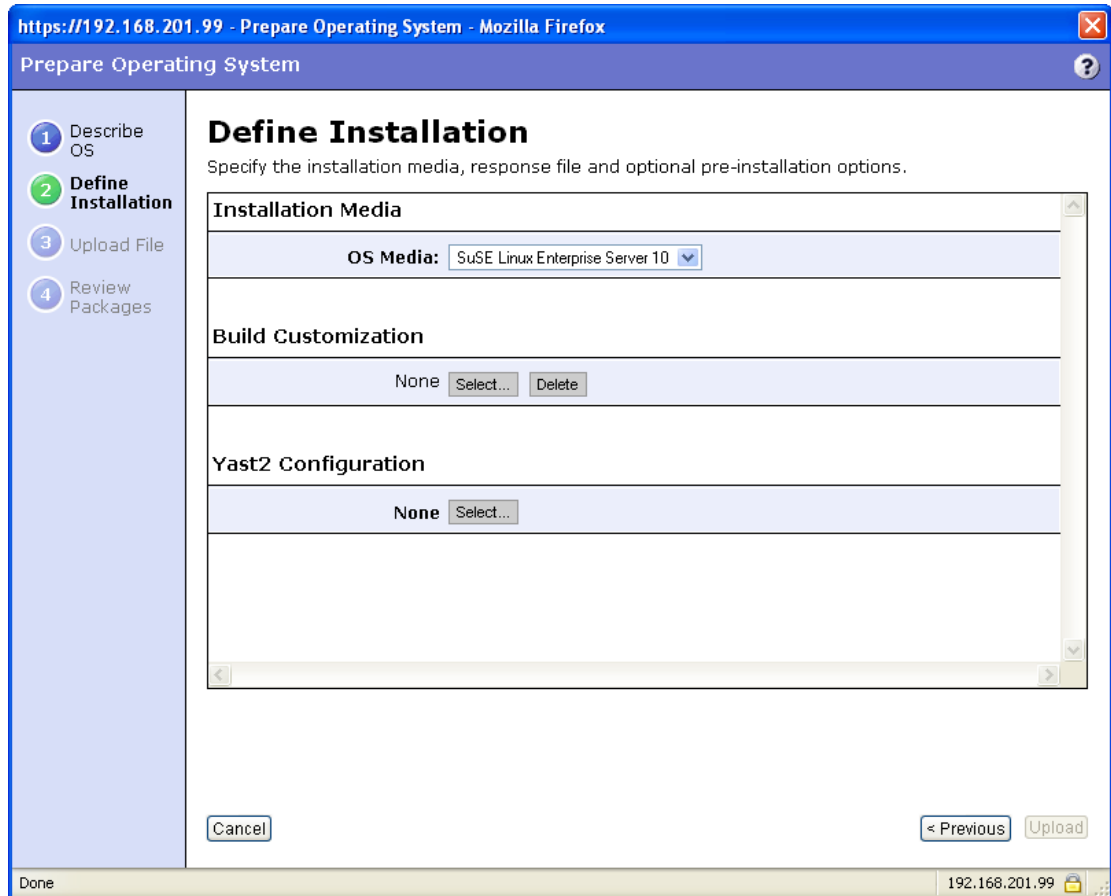 https://192.168.201.99 - Prepare Operating System - Mozilla Firefox
Prepare Operating System
?
1 Describe OS
2 Define Installation
3 Upload File
4 Review Packages
Define Installation
Specify the installation media, response file and optional pre-installation options.
Installation Media
OS Media: SuSE Linux Enterprise Server 10
Build Customization
None Select... Delete
Yast2 Configuration
None Select...
Cancel < Previous Upload
Done 192.168.201.99